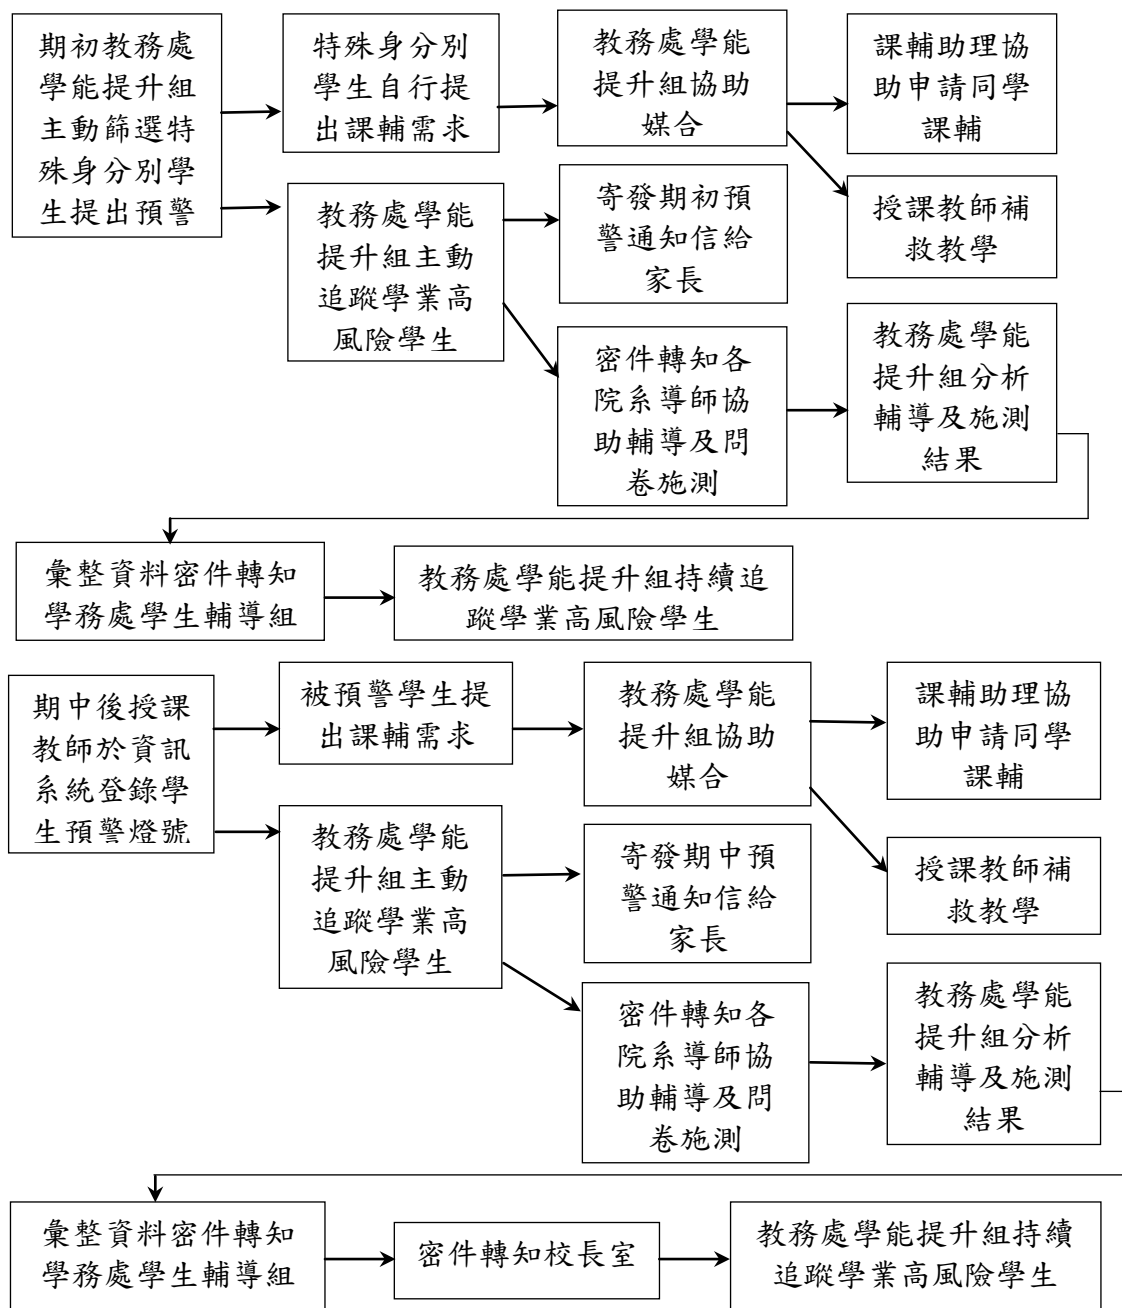 期初教務處
學能提升組
主動篩選特
殊身分別學
生提出預警
特殊身分別
學生自行提
出課輔需求
教務處學能
提升組協助
媒合
課輔助理協
助申請同學
課輔
授課教師補
救教學
教務處學能
提升組主動
追蹤學業高
風險學生
寄發期初預
警通知信給
家長
密件轉知各
院系導師協
助輔導及問
卷施測
教務處學能
提升組分析
輔導及施測
結果
彙整資料密件轉知
學務處學生輔導組
教務處學能提升組持續追
蹤學業高風險學生
期中後授課
教師於資訊
系統登錄學
生預警燈號
被預警學生提
出課輔需求
教務處學能
提升組協助
媒合
課輔助理協
助申請同學
課輔
授課教師補
救教學
教務處學能
提升組主動
追蹤學業高
風險學生
寄發期中預
警通知信給
家長
密件轉知各
院系導師協
助輔導及問
卷施測
教務處學能
提升組分析
輔導及施測
結果
彙整資料密件轉知
學務處學生輔導組
密件轉知校長室
教務處學能提升組持續
追蹤學業高風險學生